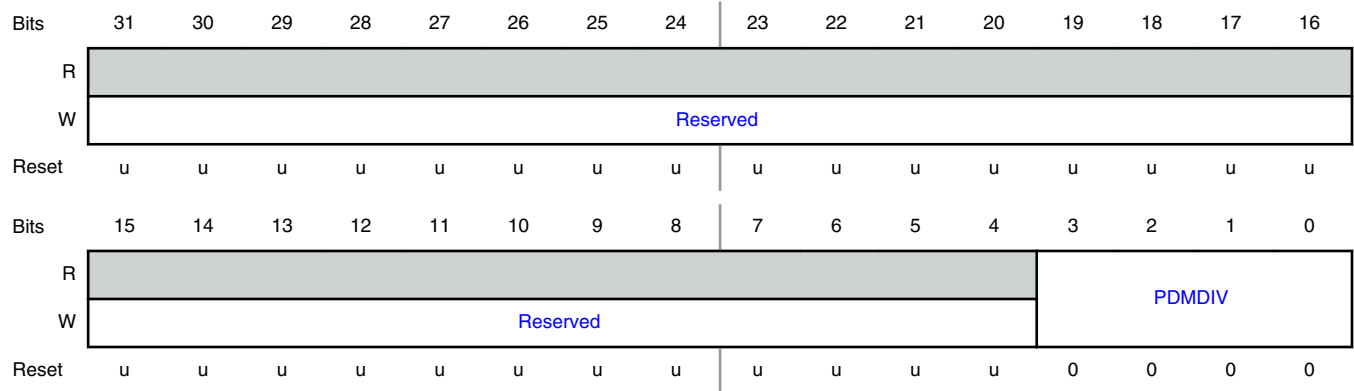 Bits 31 30 29 28 27 26 25 24 23 22 21 20 19 18 17 16
R
W Reserved
Reset u u u u u u u u u u u u u u u u
Bits 15 14 13 12 11 10 9 8 7 6 5 4 3 2 1 0
R
PDMDIV
W Reserved
Reset u u u u u u u u u u u u 0 0 0 0